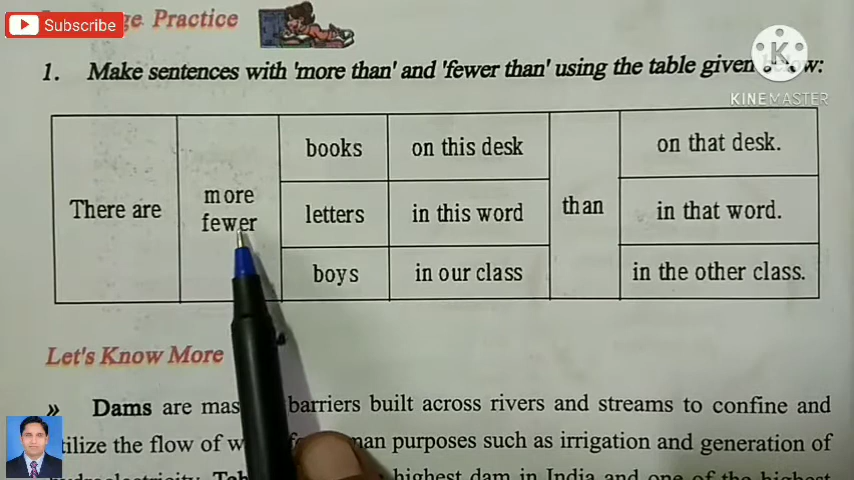 Subscribe
Practice
KINEMASTER
1. Make sentences with 'more than' and 'fewer than' using the table given
There are
more
fewer
books
on this desk
than
on that desk.
letters
in this word
in that word.
boys
in our class
in the other class.
Let's Know More
» Dams are barriers built across rivers and streams to confine and
the flow of purposes such as irrigation and generation of
highest dam in India and one of the highest